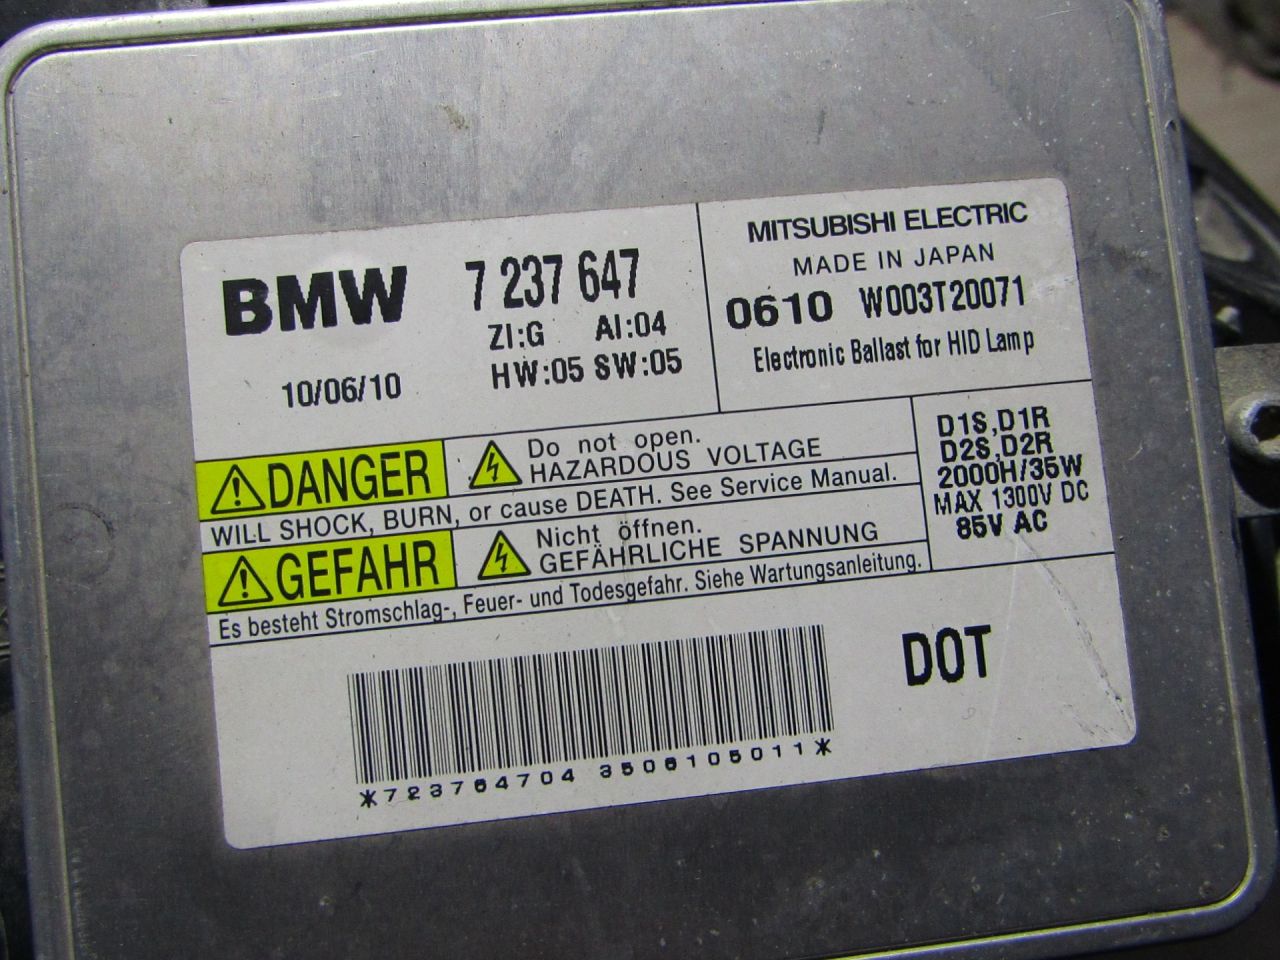 BMW 7 237 647
ZI:G AI:04
10/06/10 HW:05 SW:05
MITSUBISHI ELECTRIC
MADE IN JAPAN
0610 W003T20071
Electronic Ballast for HID Lamp
DANGER Do not open.
HAZARDOUS VOLTAGE
WILL SHOCK, BURN, or cause DEATH. See Service Manual.
GEFAHR Nicht öffnen.
GEFÄHRLICHE SPANNUNG
Es besteht Stromschlag-, Feuer- und Todesgefahr. Siehe Wartungsanleitung.
D1S,D1R
D2S,D2R
2000H/35W
MAX 1300V DC
85V AC
DOT
*723764704 3506105011*